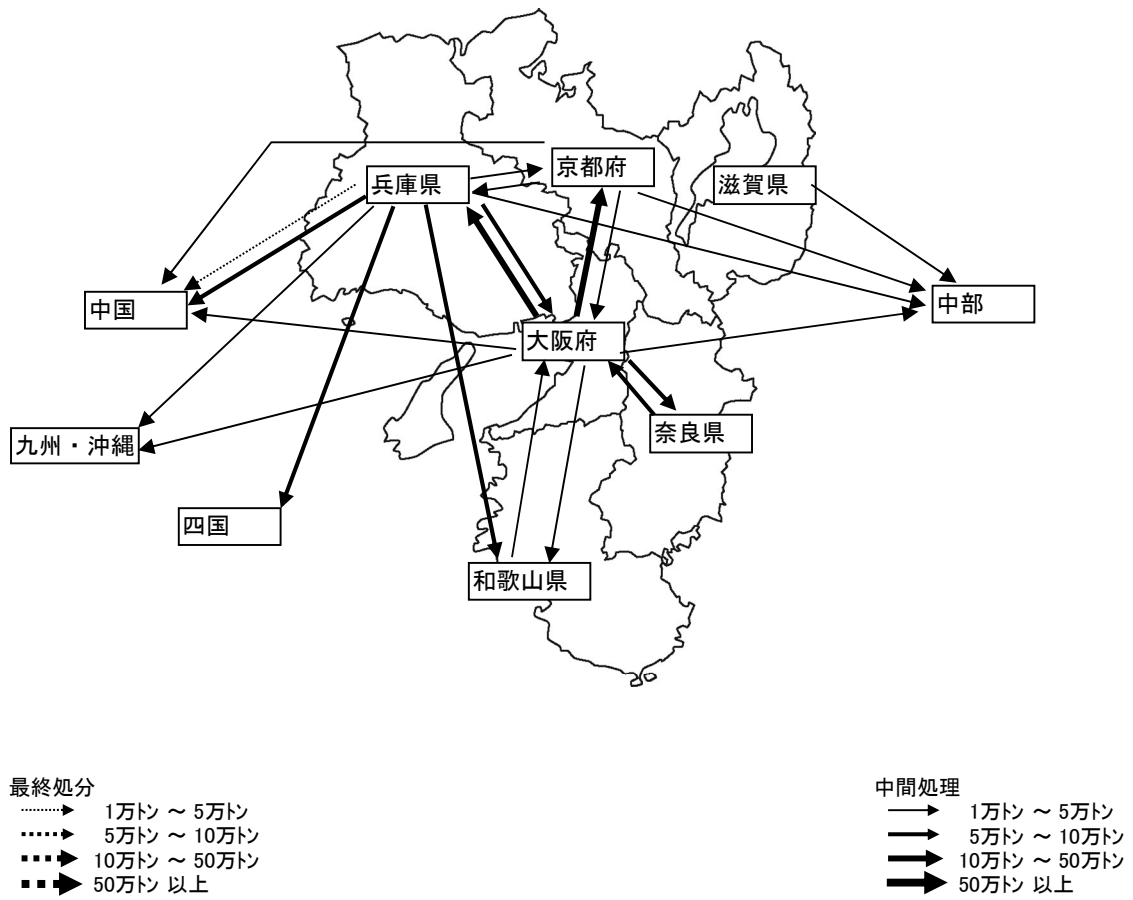 京都府
兵庫県
滋賀県
中国
中部
大阪府
九州・沖縄
奈良県
四国
和歌山県
最終処分
1万トン ～ 5万トン
5万トン ～ 10万トン
10万トン ～ 50万トン
50万トン 以上
中間処理
1万トン ～ 5万トン
5万トン ～ 10万トン
10万トン ～ 50万トン
50万トン 以上